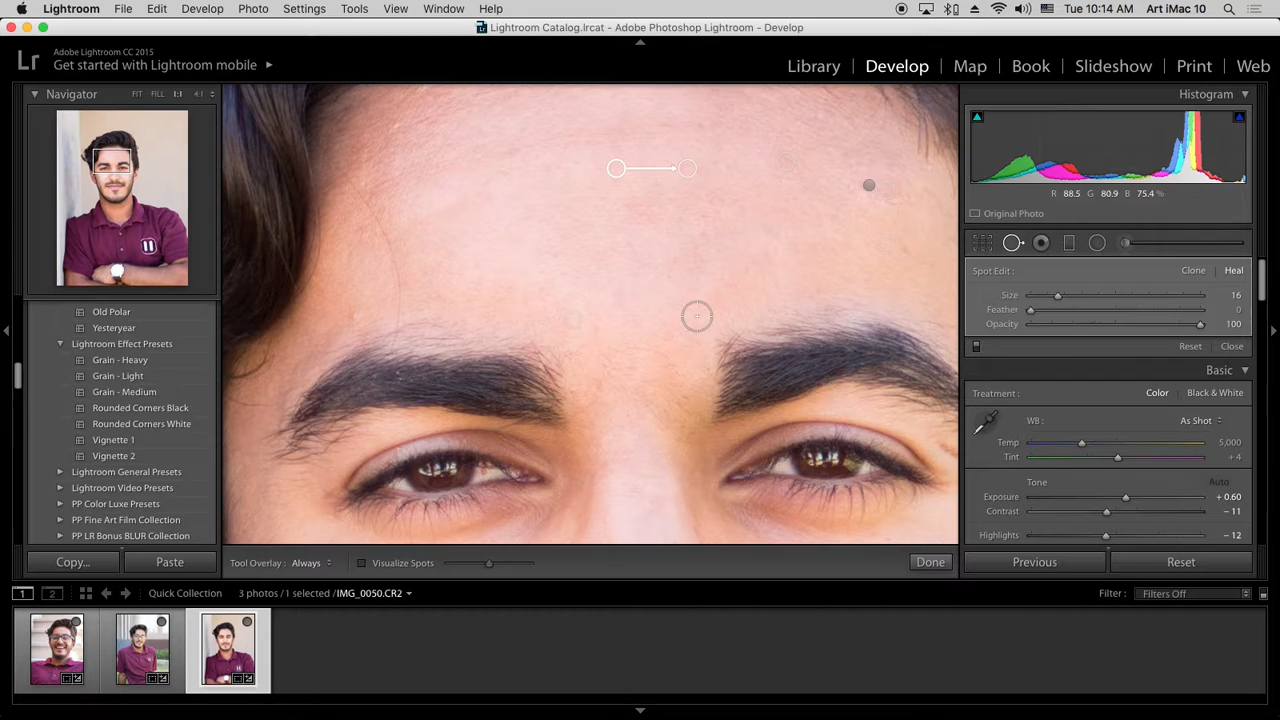 Lightroom File Edit Develop Photo Settings Tools View Window Help Tue 10:14 AM Art iMac 10
Lightroom Catalog.lrcat - Adobe Photoshop Lightroom - Develop
Lr Adobe Lightroom CC 2015
Get started with Lightroom mobile
Library Develop Map Book Slideshow Print Web
Navigator FIT FILL 1:1 4:1
Histogram
R 88.5 G 80.9 B 75.4 %
Original Photo
Spot Edit : Clone Heal
Size 16
Feather 0
Opacity 100
Reset Close
Basic
Treatment : Color Black & White
WB : As Shot
Temp 5,000
Tint + 4
Tone Auto
Exposure + 0.60
Contrast − 11
Highlights − 12
Previous Reset
Old Polar
Yesteryear
Lightroom Effect Presets
Grain - Heavy
Grain - Light
Grain - Medium
Rounded Corners Black
Rounded Corners White
Vignette 1
Vignette 2
Lightroom General Presets
Lightroom Video Presets
PP Color Luxe Presets
PP Fine Art Film Collection
PP LR Bonus BLUR Collection
Copy... Paste
Tool Overlay : Always Visualize Spots Done
1 2 Quick Collection 3 photos / 1 selected / IMG_0050.CR2 Filter : Filters Off